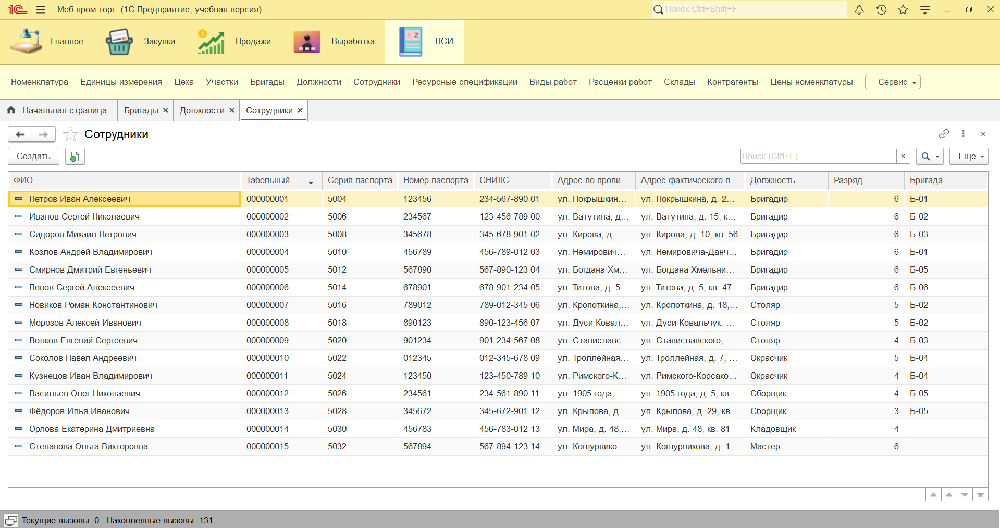 1С Меб пром торг (1С:Предприятие, учебная версия) Поиск Ctrl+Shift+F
Главное Закупки 1 Продажи Выработка A Z НСИ
Номенклатура Единицы измерения Цеха Участки Бригады Должности Сотрудники Ресурсные спецификации Виды работ Расценки работ Склады Контрагенты Цены номенклатуры Сервис
Начальная страница Бригады × Должности × Сотрудники ×
Сотрудники
Создать Поиск (Ctrl+F) × Еще
ФИО Табельный ... ↓ Серия паспорта Номер паспорта СНИЛС Адрес по пропи... Адрес фактического п... Должность Разряд Бригада
Петров Иван Алексеевич 000000001 5004 123456 234-567-890 01 ул. Покрышкин... ул. Покрышкина, д. 2... Бригадир 6 Б-01
Иванов Сергей Николаевич 000000002 5006 234567 123-456-789 00 ул. Ватутина, д... ул. Ватутина, д. 15, к... Бригадир 6 Б-02
Сидоров Михаил Петрович 000000003 5008 345678 345-678-901 02 ул. Кирова, д. ... ул. Кирова, д. 10, кв. 56 Бригадир 6 Б-03
Козлов Андрей Владимирович 000000004 5010 456789 456-789-012 03 ул. Немирович... ул. Немировича-Данч... Бригадир 6 Б-01
Смирнов Дмитрий Евгеньевич 000000005 5012 567890 567-890-123 04 ул. Богдана Хм... ул. Богдана Хмельни... Бригадир 6 Б-05
Попов Сергей Алексеевич 000000006 5014 678901 678-901-234 05 ул. Титова, д. 5... ул. Титова, д. 5, кв. 47 Бригадир 6 Б-06
Новиков Роман Константинович 000000007 5016 789012 789-012-345 06 ул. Кропоткина,... ул. Кропоткина, д. 18,... Столяр 5 Б-02
Морозов Алексей Иванович 000000008 5018 890123 890-123-456 07 ул. Дуси Ковал... ул. Дуси Ковальчук, ... Столяр 5 Б-02
Волков Евгений Сергеевич 000000009 5020 901234 901-234-567 08 ул. Станиславс... ул. Станиславского, ... Столяр 4 Б-03
Соколов Павел Андреевич 000000010 5022 012345 012-345-678 09 ул. Троллейная... ул. Троллейная, д. 7, ... Окрасчик 5 Б-04
Кузнецов Иван Владимирович 000000011 5024 123450 123-450-789 10 ул. Римского-К... ул. Римского-Корсако... Окрасчик 4 Б-04
Васильев Олег Николаевич 000000012 5026 234561 234-561-890 11 ул. 1905 года, ... ул. 1905 года, д. 5, кв... Сборщик 4 Б-05
Фёдоров Илья Иванович 000000013 5028 345672 345-672-901 12 ул. Крылова, д.... ул. Крылова, д. 29, кв... Сборщик 3 Б-05
Орлова Екатерина Дмитриевна 000000014 5030 456783 456-783-012 13 ул. Мира, д. 48,... ул. Мира, д. 48, кв. 81 Кладовщик 4
Степанова Ольга Викторовна 000000015 5032 567894 567-894-123 14 ул. Кошурнико... ул. Кошурникова, д. 1... Мастер 6
Текущие вызовы: 0 Накопленные вызовы: 131